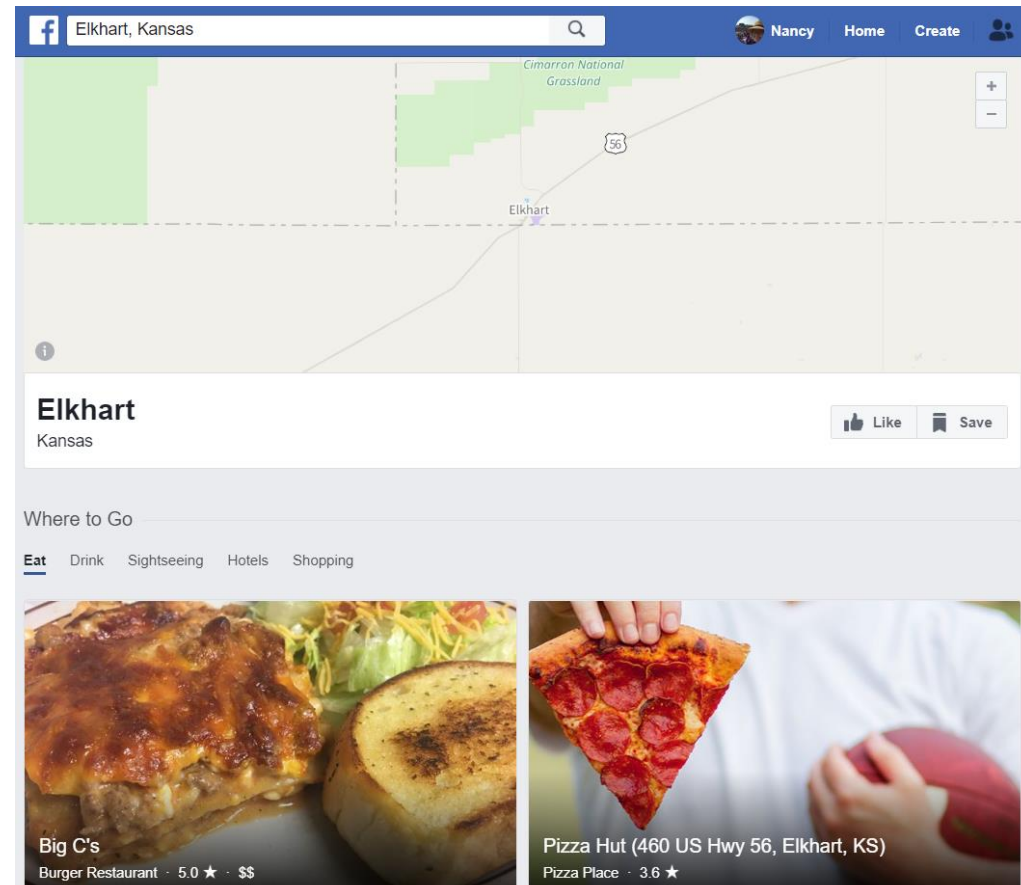 f Elkhart, Kansas Nancy Home Create
Cimarron National
Grassland
+
−
56
Elkhart
i
Elkhart
Kansas
Like Save
Where to Go
Eat Drink Sightseeing Hotels Shopping
Big C's
Burger Restaurant · 5.0 ★ · $$
Pizza Hut (460 US Hwy 56, Elkhart, KS)
Pizza Place · 3.6 ★